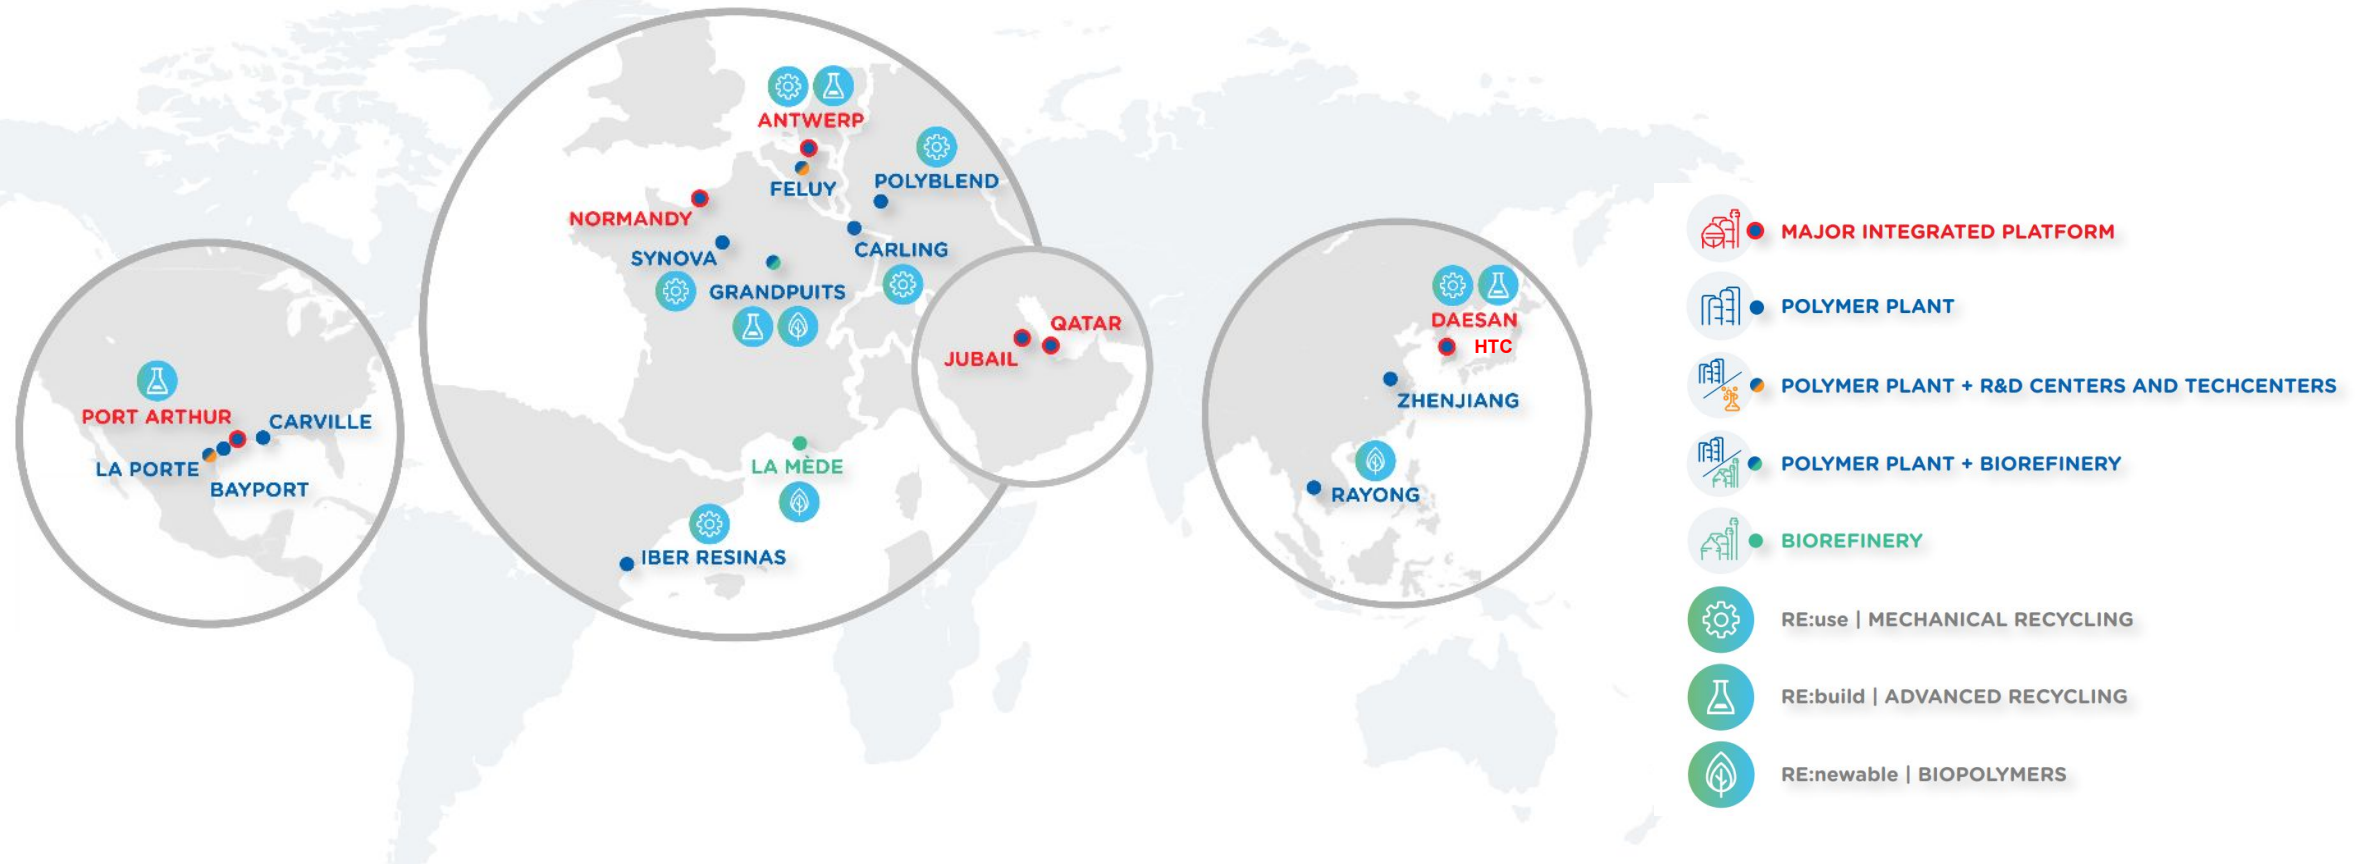 PORT ARTHUR
CARVILLE
LA PORTE
BAYPORT
ANTWERP
FELUY
POLYBLEND
NORMANDY
SYNOVA
CARLING
GRANDPUITS
LA MÈDE
IBER RESINAS
QATAR
JUBAIL
DAESAN
HTC
ZHENJIANG
RAYONG
MAJOR INTEGRATED PLATFORM
POLYMER PLANT
POLYMER PLANT + R&D CENTERS AND TECHCENTERS
POLYMER PLANT + BIOREFINERY
BIOREFINERY
RE:use | MECHANICAL RECYCLING
RE:build | ADVANCED RECYCLING
RE:newable | BIOPOLYMERS